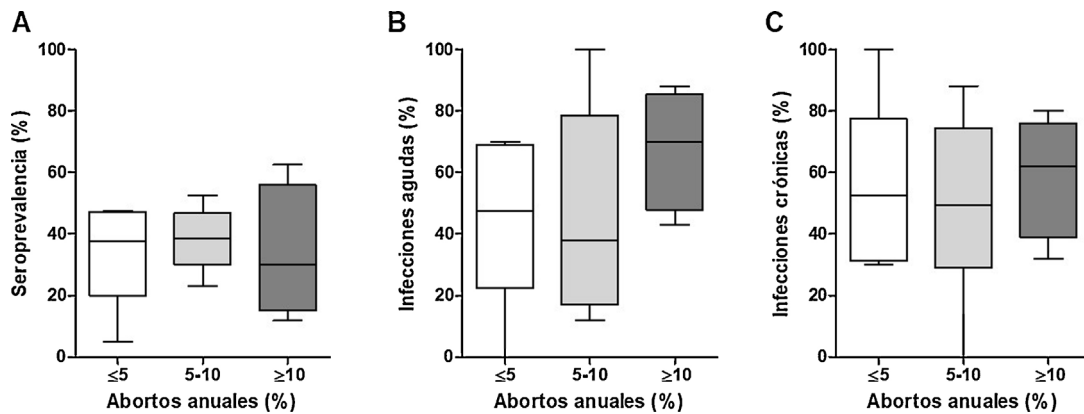 A
Seroprevalencia (%)
100
80
60
40
20
0
≤5 5-10 ≥10
Abortos anuales (%)
B
Infecciones agudas (%)
100
80
60
40
20
0
≤5 5-10 ≥10
Abortos anuales (%)
C
Infecciones crónicas (%)
100
80
60
40
20
0
≤5 5-10 ≥10
Abortos anuales (%)